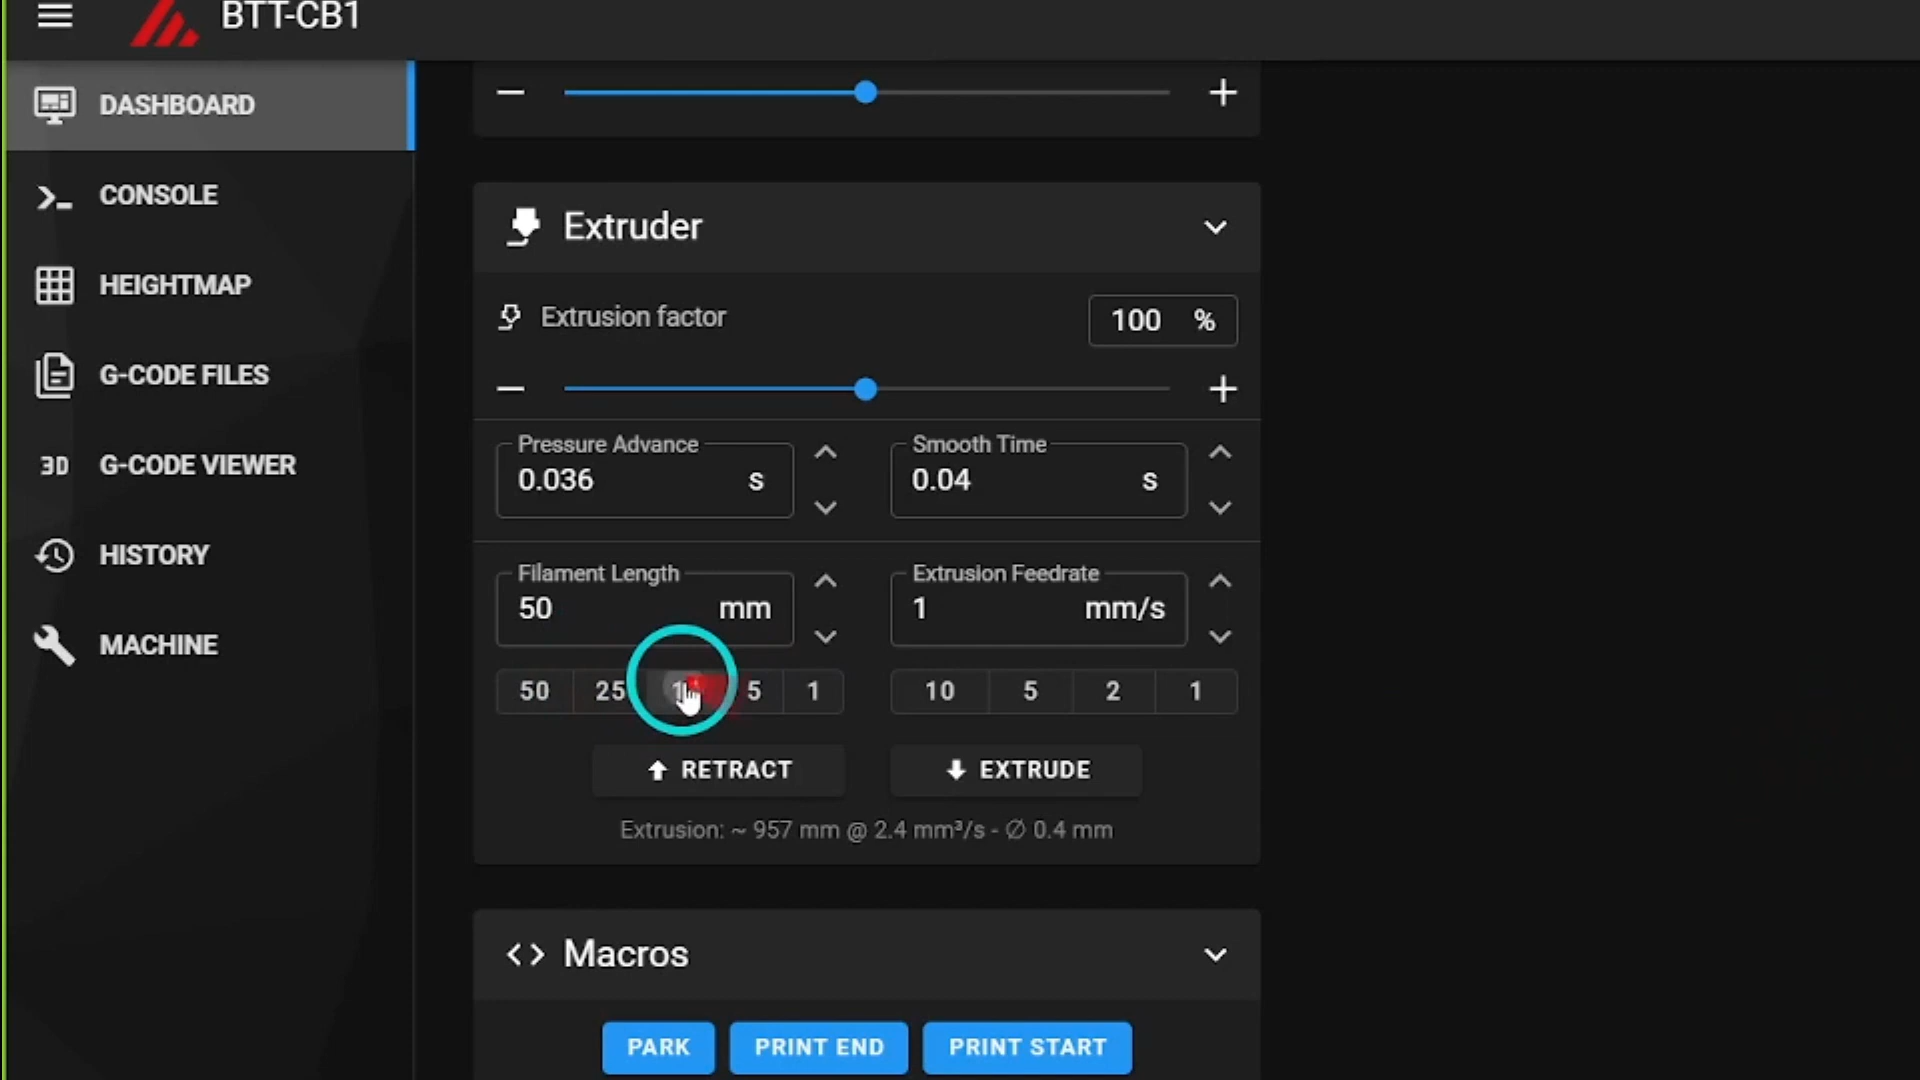 BTT-CB1
DASHBOARD
CONSOLE
HEIGHTMAP
G-CODE FILES
3D G-CODE VIEWER
HISTORY
MACHINE
Extruder
Extrusion factor 100 %
Pressure Advance Smooth Time
0.036 s 0.04 s
Filament Length Extrusion Feedrate
50 mm 1 mm/s
50 25 5 1 10 5 2 1
RETRACT EXTRUDE
Extrusion: ~ 957 mm @ 2.4 mm³/s - ∅ 0.4 mm
Macros
PARK PRINT END PRINT START